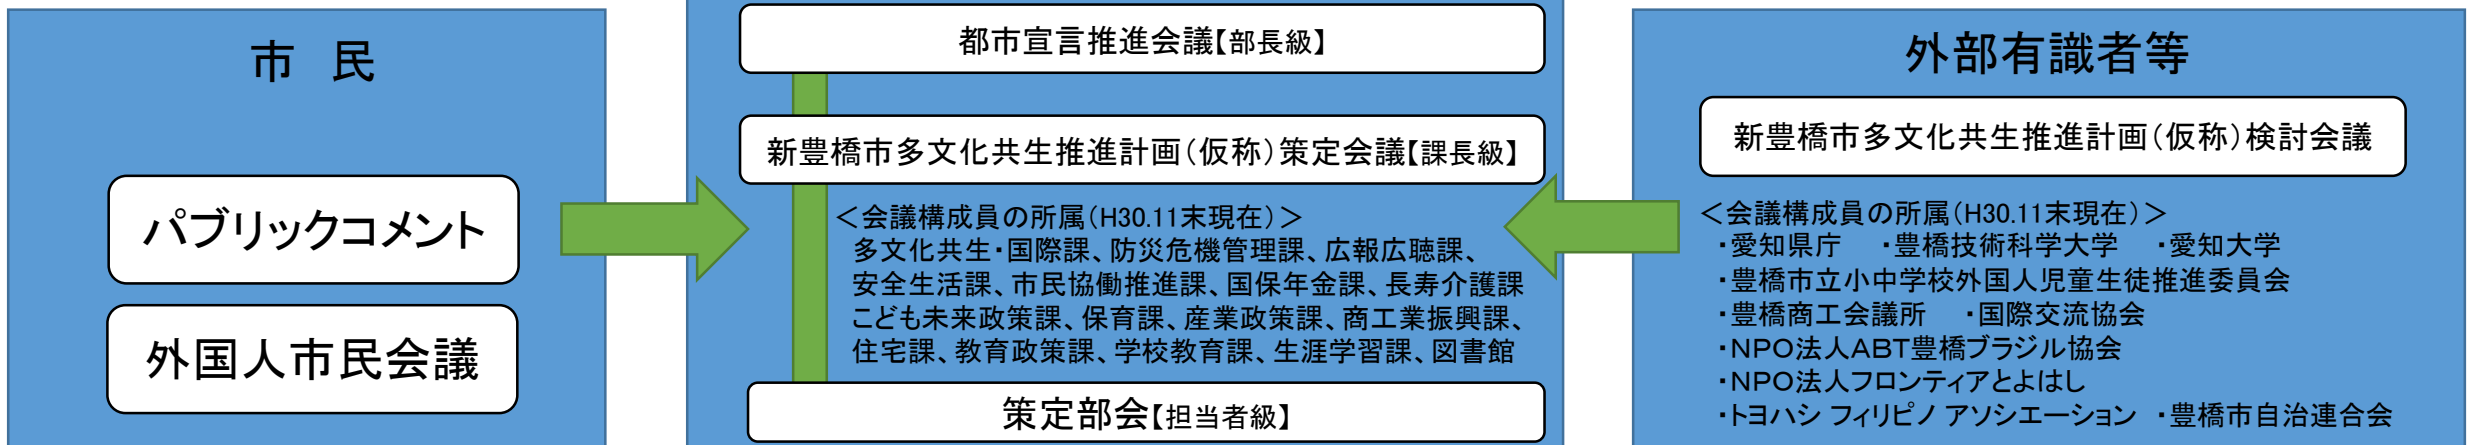 市　民
パブリックコメント
外国人市民会議
都市宣言推進会議【部長級】
新豊橋市多文化共生推進計画(仮称)策定会議【課長級】
＜会議構成員の所属(H30.11末現在)＞
多文化共生・国際課、防災危機管理課、広報広聴課、
安全生活課、市民協働推進課、国保年金課、長寿介護課
こども未来政策課、保育課、産業政策課、商工業振興課、
住宅課、教育政策課、学校教育課、生涯学習課、図書館
策定部会【担当者級】
外部有識者等
新豊橋市多文化共生推進計画(仮称)検討会議
＜会議構成員の所属(H30.11末現在)＞
・愛知県庁　・豊橋技術科学大学　・愛知大学
・豊橋市立小中学校外国人児童生徒推進委員会
・豊橋商工会議所　・国際交流協会
・NPO法人ABT豊橋ブラジル協会
・NPO法人フロンティアとよはし
・トヨハシ フィリピノ アソシエーション　・豊橋市自治連合会